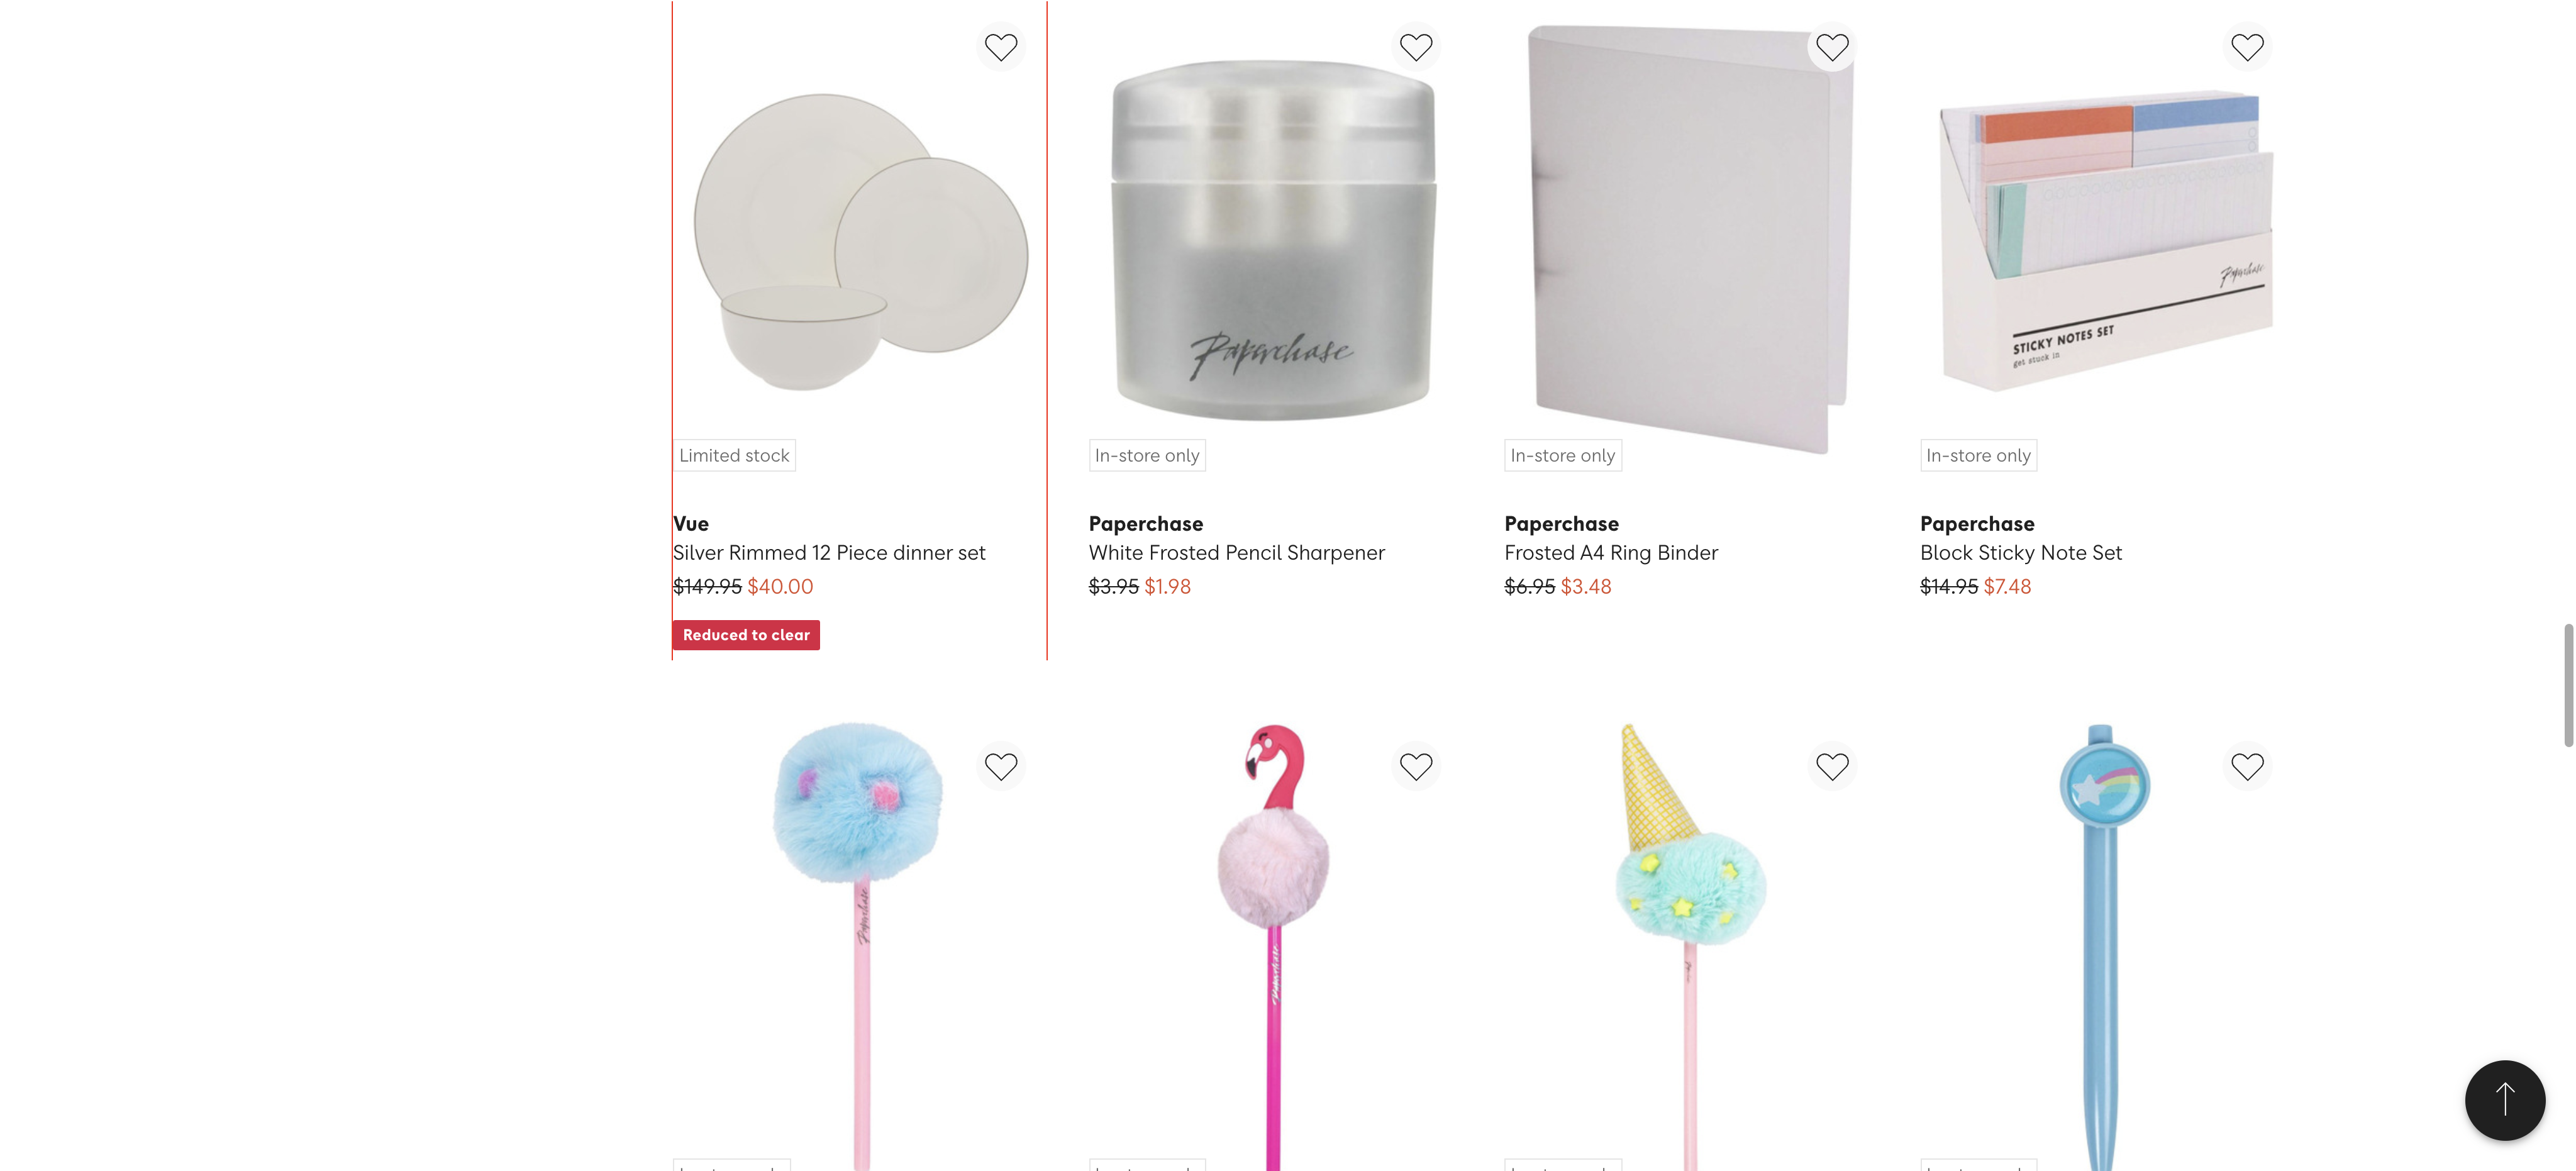 Paperchase
Paperchase
STICKY NOTES SET
get stuck in
Limited stock
In-store only
In-store only
In-store only
Vue
Silver Rimmed 12 Piece dinner set
$149.95 $40.00
Reduced to clear
Paperchase
White Frosted Pencil Sharpener
$3.95 $1.98
Paperchase
Frosted A4 Ring Binder
$6.95 $3.48
Paperchase
Block Sticky Note Set
$14.95 $7.48
Paperchase
Paperchase